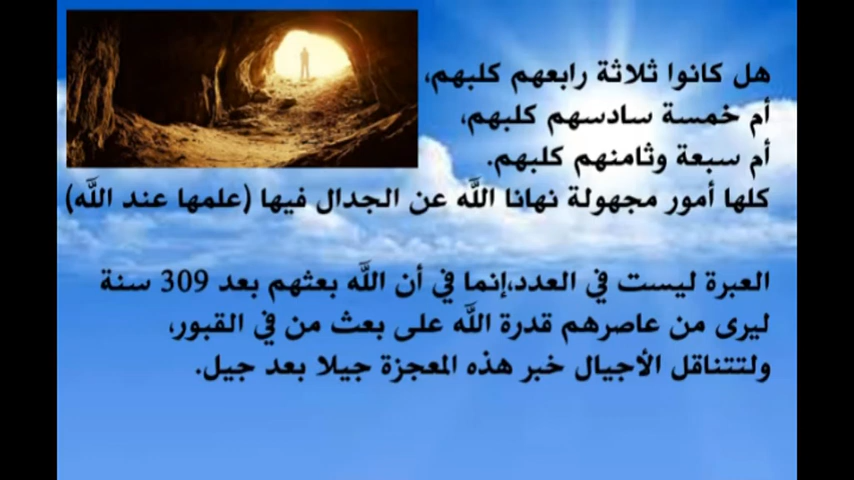 هل كانوا ثلاثة رابعهم كلبهم،
أم خمسة سادسهم كلبهم،
أم سبعة وثامنهم كلبهم.
كلها أمور مجهولة نهانا الله عن الجدال فيها (علمها عند الله)
العبرة ليست في العدد،إنما في أن الله بعثهم بعد 309 سنة
ليرى من عاصرهم قدرة الله على بعث من في القبور،
ولتتناقل الأجيال خبر هذه المعجزة جيلا بعد جيل.